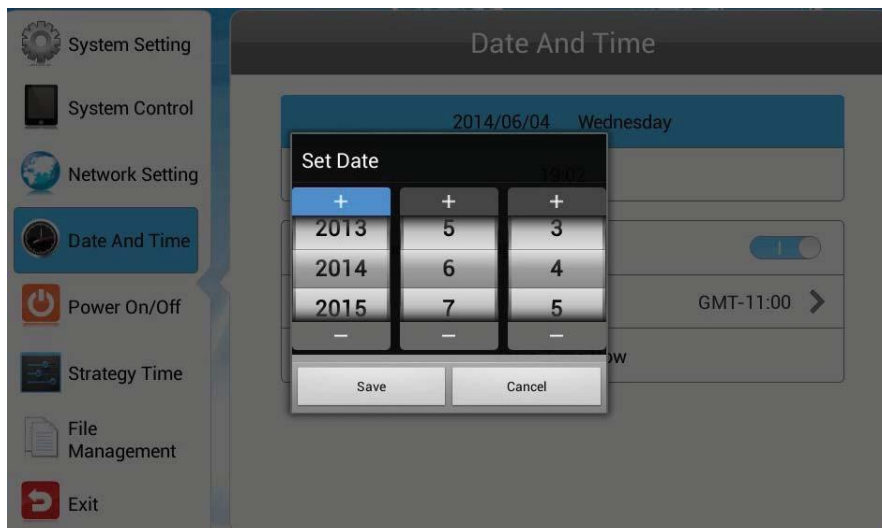 System Setting
System Control
Network Setting
Date And Time
Power On/Off
Strategy Time
File
Management
Exit
Date And Time
2014/06/04 Wednesday
19:02
GMT-11:00
Set Date
+ + +
2013 5 3
2014 6 4
2015 7 5
− − −
Save Cancel